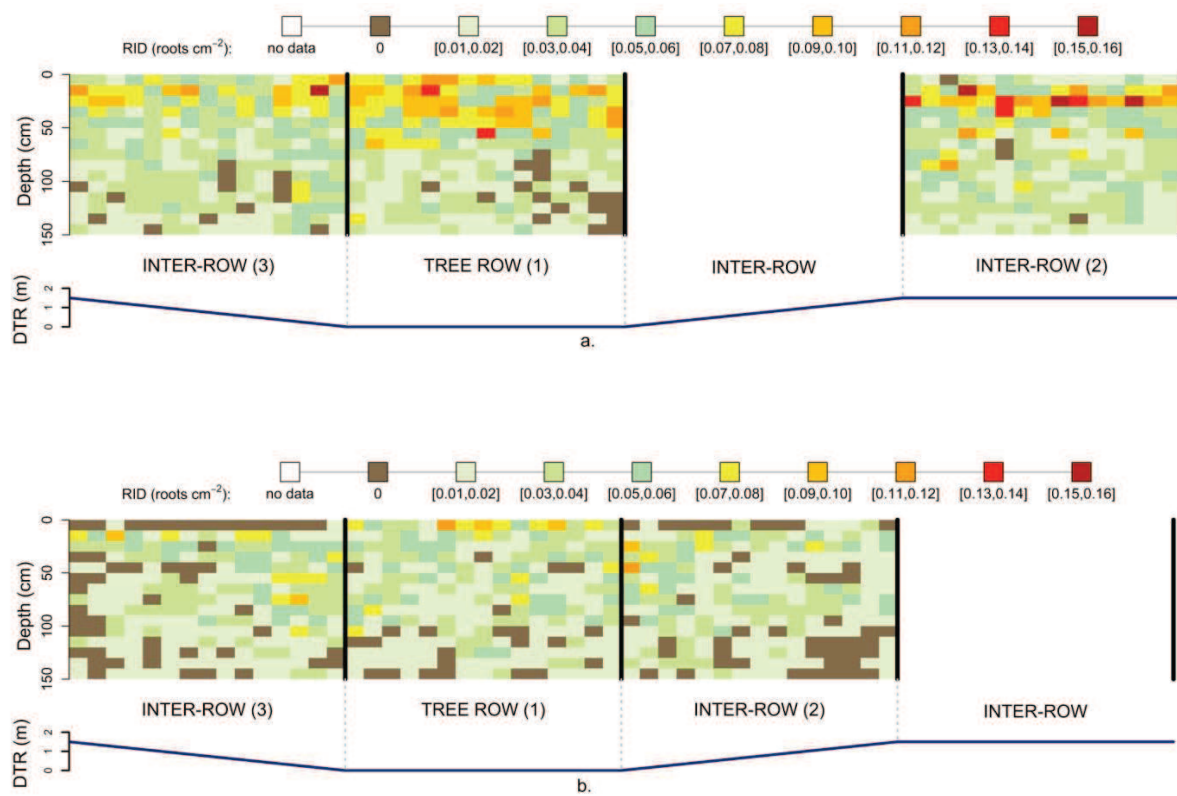 RID (roots cm⁻²): no data 0 [0.01,0.02] [0.03,0.04] [0.05,0.06] [0.07,0.08] [0.09,0.10] [0.11,0.12] [0.13,0.14] [0.15,0.16]
Depth (cm)
0
50
100
150
INTER-ROW (3) TREE ROW (1) INTER-ROW INTER-ROW (2)
DTR (m)
2
1
0
a.
RID (roots cm⁻²): no data 0 [0.01,0.02] [0.03,0.04] [0.05,0.06] [0.07,0.08] [0.09,0.10] [0.11,0.12] [0.13,0.14] [0.15,0.16]
Depth (cm)
0
50
100
150
INTER-ROW (3) TREE ROW (1) INTER-ROW (2) INTER-ROW
DTR (m)
2
1
0
b.